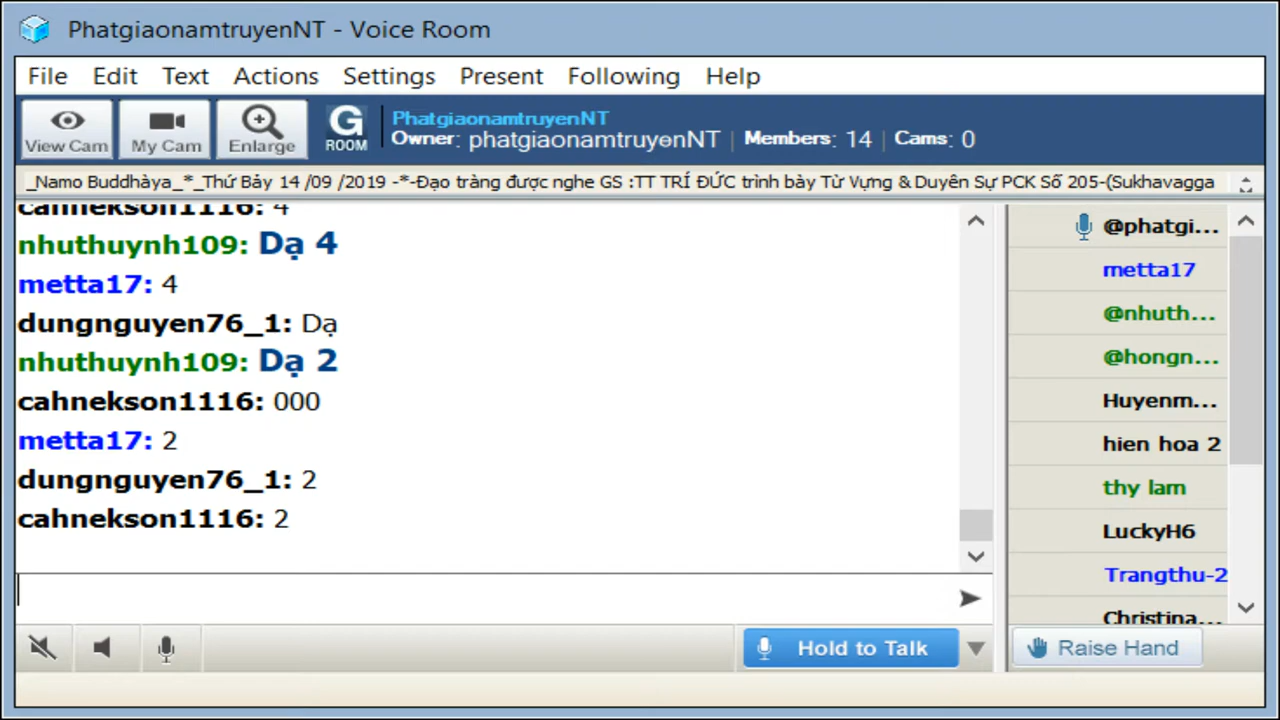 PhatgiaonamtruyenNT - Voice Room
File Edit Text Actions Settings Present Following Help
View Cam My Cam Enlarge G ROOM
PhatgiaonamtruyenNT
Owner: phatgiaonamtruyenNT | Members: 14 | Cams: 0
_Namo Buddhàya_*_Thứ Bảy 14 /09 /2019 -*-Đạo tràng được nghe GS :TT TRÍ ĐỨC trình bày Từ Vựng & Duyên Sự PCK Số 205-(Sukhavagga
cahnekson1116: 4
nhuthuynh109: Dạ 4
metta17: 4
dungnguyen76_1: Dạ
nhuthuynh109: Dạ 2
cahnekson1116: 000
metta17: 2
dungnguyen76_1: 2
cahnekson1116: 2
@phatgi...
metta17
@nhuth...
@hongn...
Huyenm...
hien hoa 2
thy lam
LuckyH6
Trangthu-2
Christina...
Hold to Talk
Raise Hand